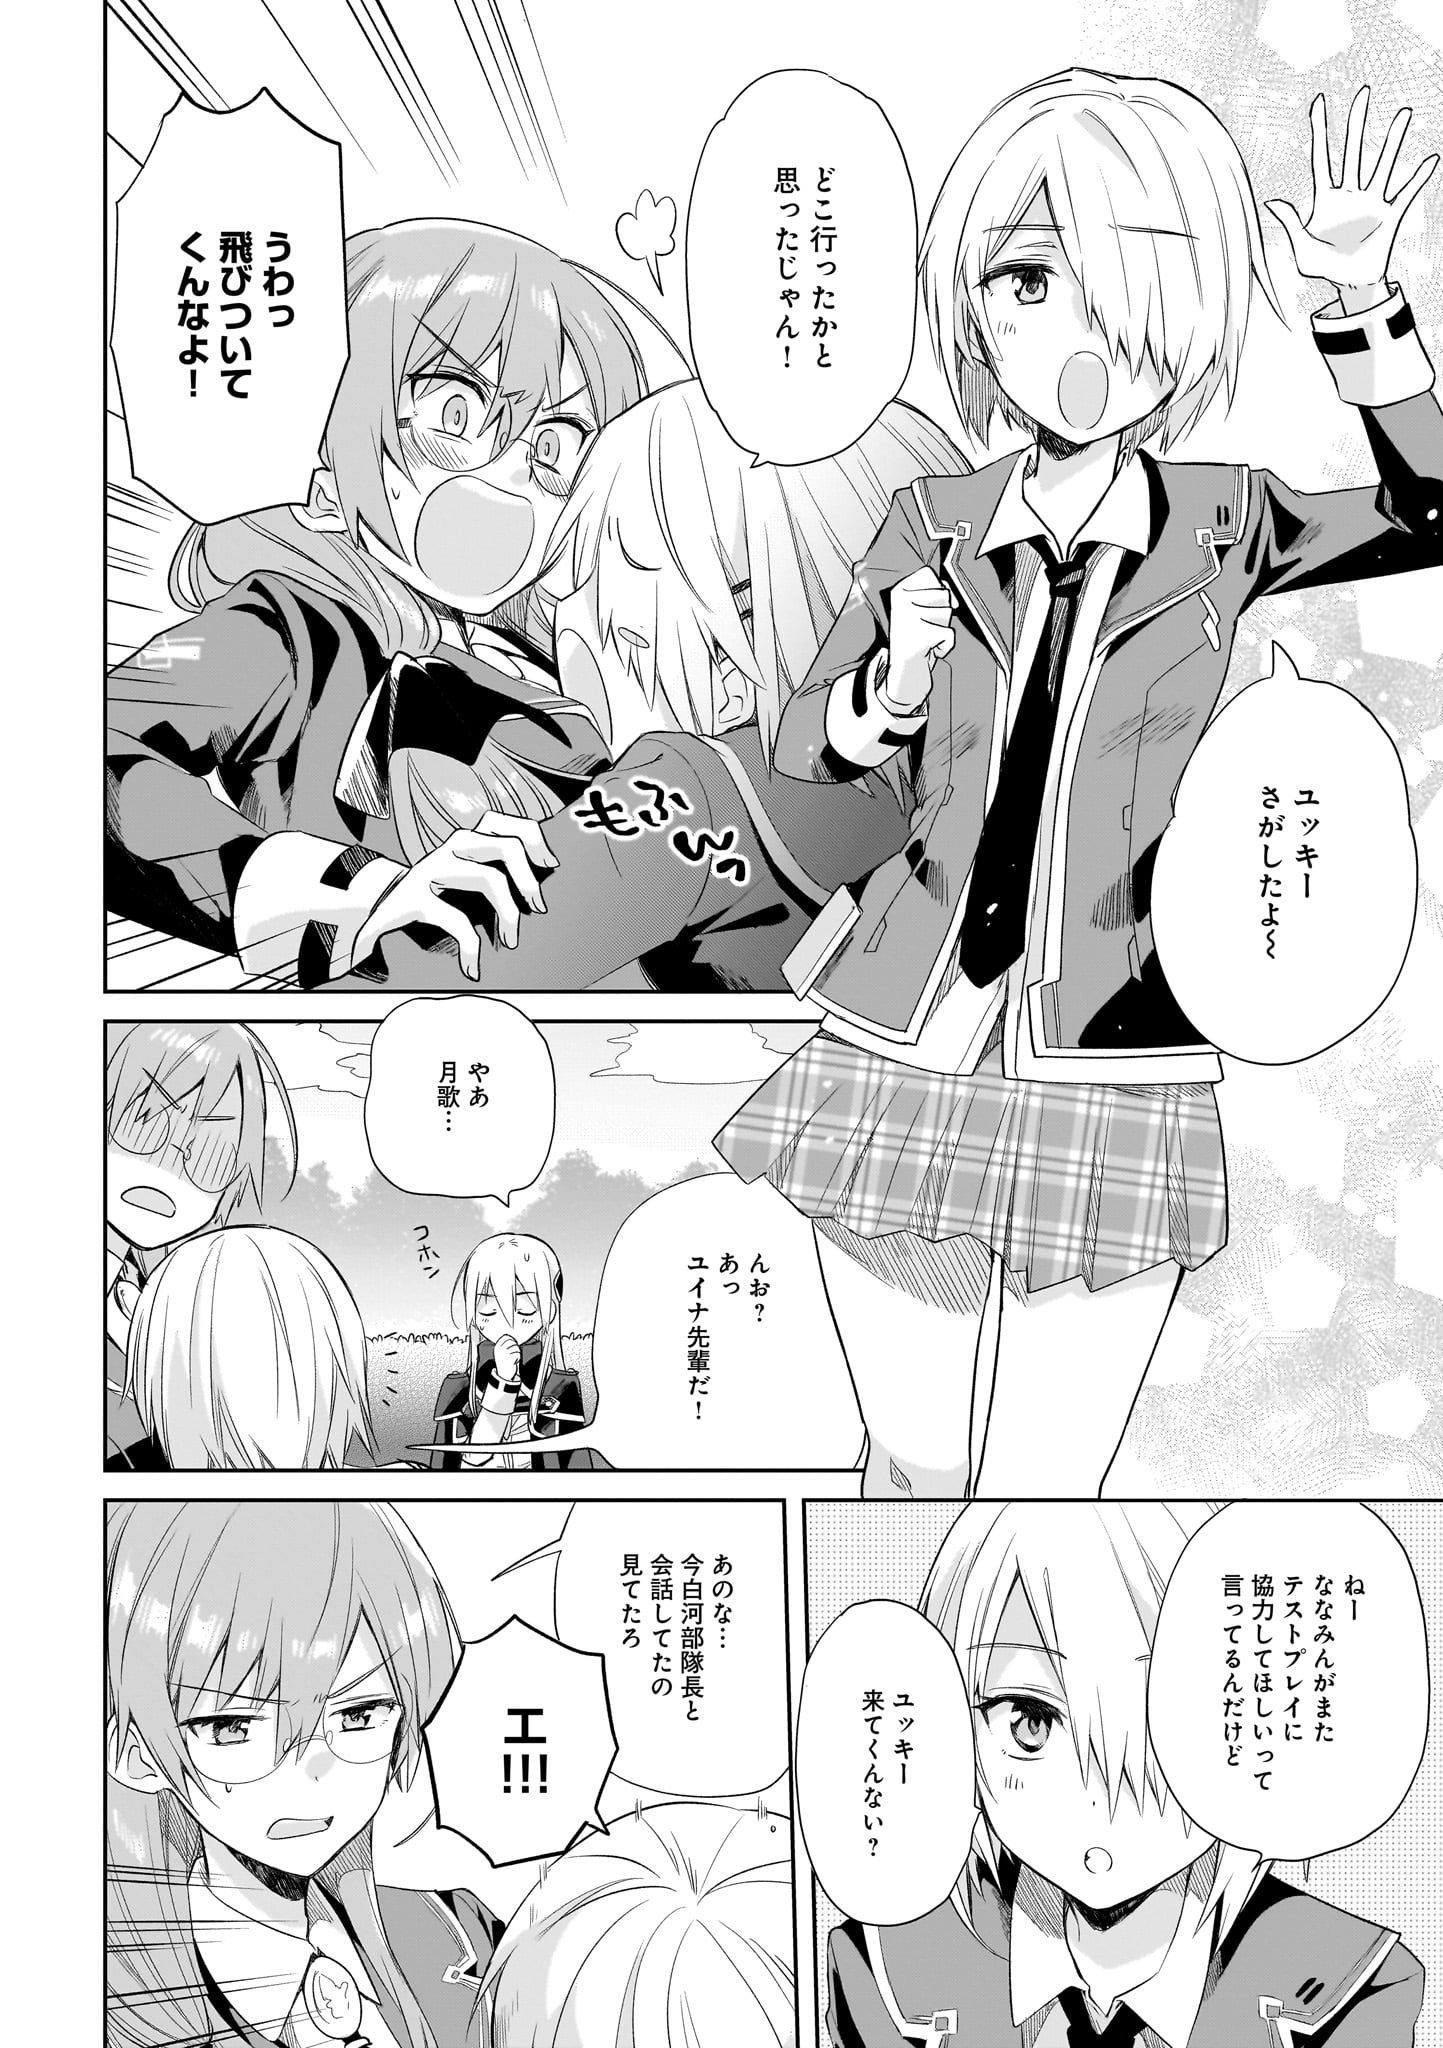 ユッキー
さがしたよ〜
どこ行ったかと
思ったじゃん！
うわっ
飛びついて
くんなよ！
もふんっ
んお？
あっ
ユイナ先輩だ！
やあ
月歌…
コホン
ねー
ななみんがまた
テストプレイに
協力してほしいって
言ってるんだけど
ユッキー
来てくんない？
あのな…
今白河部隊長と
会話してたの
見てたろ
エ!!!